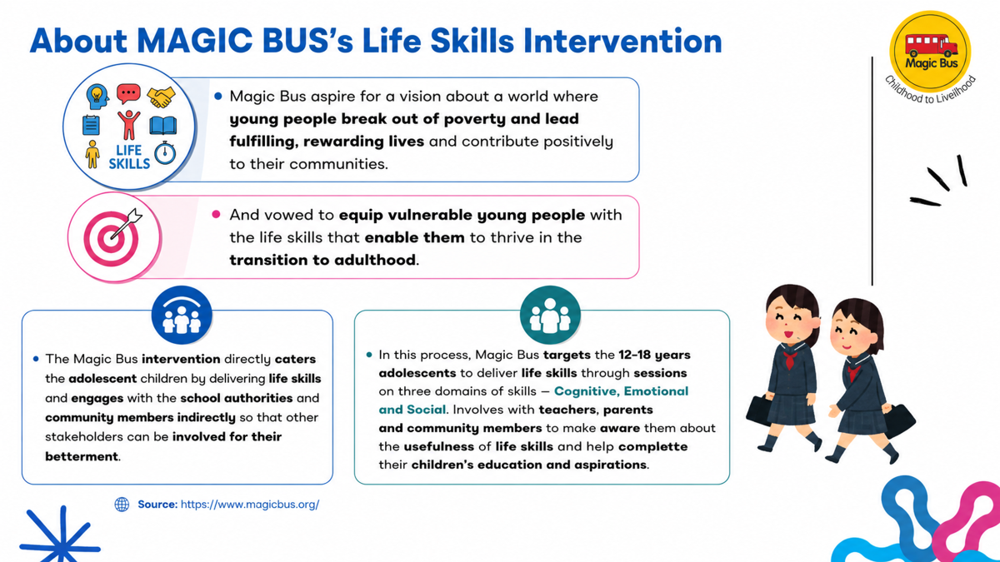 About MAGIC BUS’s Life Skills Intervention
Magic Bus
Childhood to Liveilhood
LIFE
SKILLS
• Magic Bus aspire for a vision about a world where
young people break out of poverty and lead
fulfilling, rewarding lives and contribute positively
to their communities.
• And vowed to equip vulnerable young people with
the life skills that enable them to thrive in the
transition to adulthood.
• The Magic Bus intervention directly caters
the adolescent children by delivering life skills
and engages with the school authorities and
community members indirectly so that other
stakeholders can be involved for their
betterment.
• In this process, Magic Bus targets the 12-18 years
adolescents to deliver life skills through sessions
on three domains of skills – Cognitive, Emotional
and Social. Involves with teachers, parents
and community members to make aware them about
the usefulness of life skills and help complette
their children’s education and aspirations.
Source: https://www.magicbus.org/